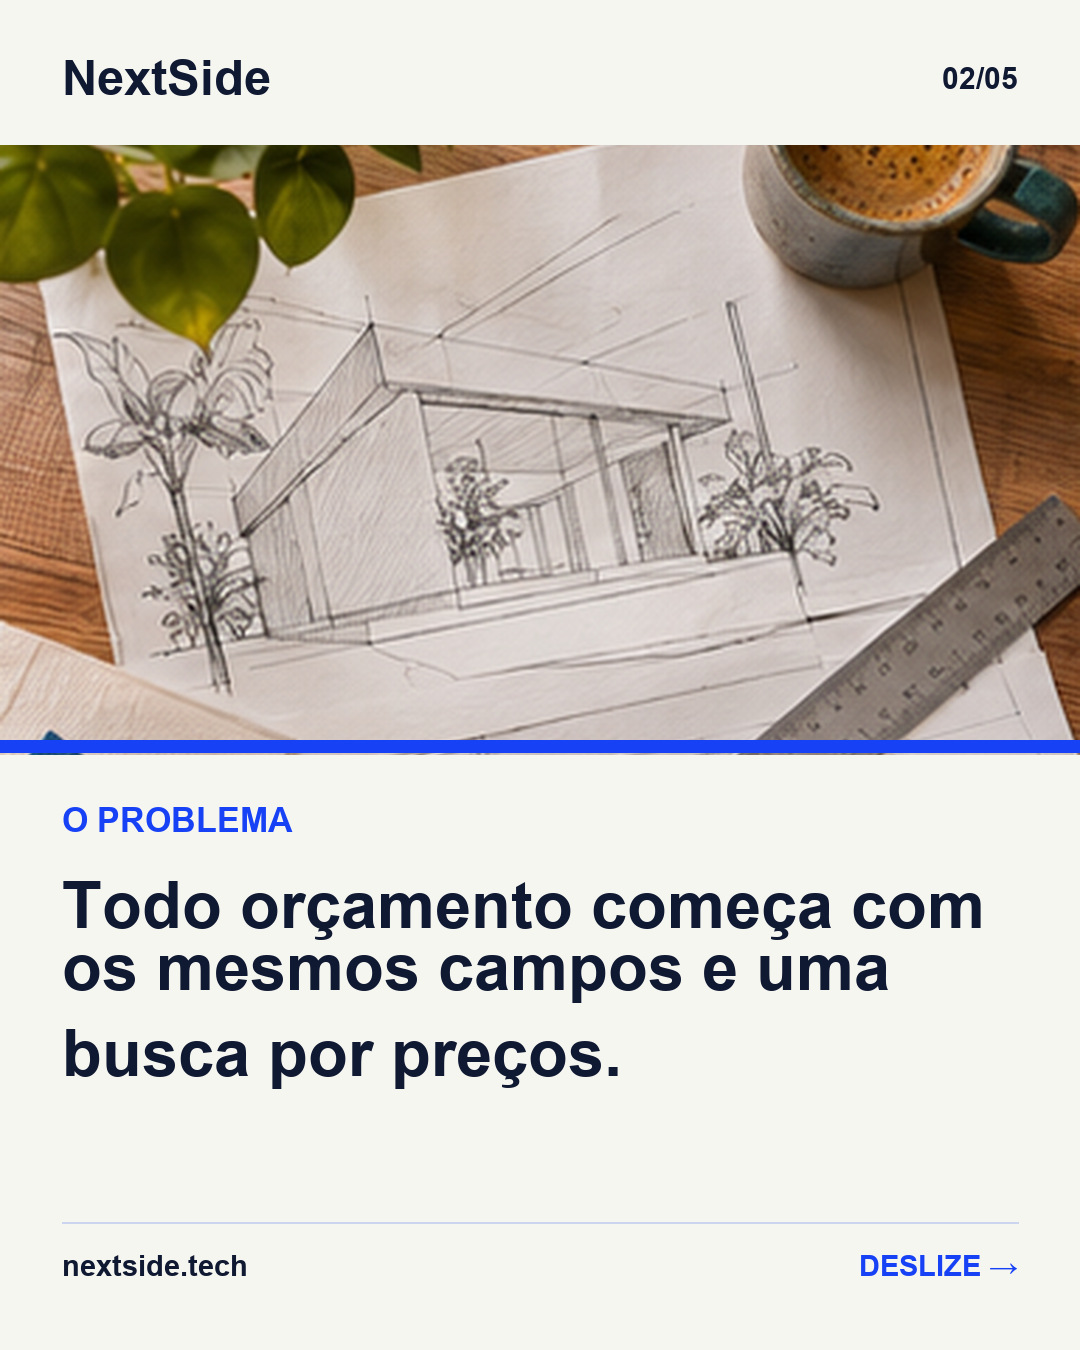 NextSide
02/05
O PROBLEMA
Todo orçamento começa com
os mesmos campos e uma
busca por preços.
nextside.tech
DESLIZE →